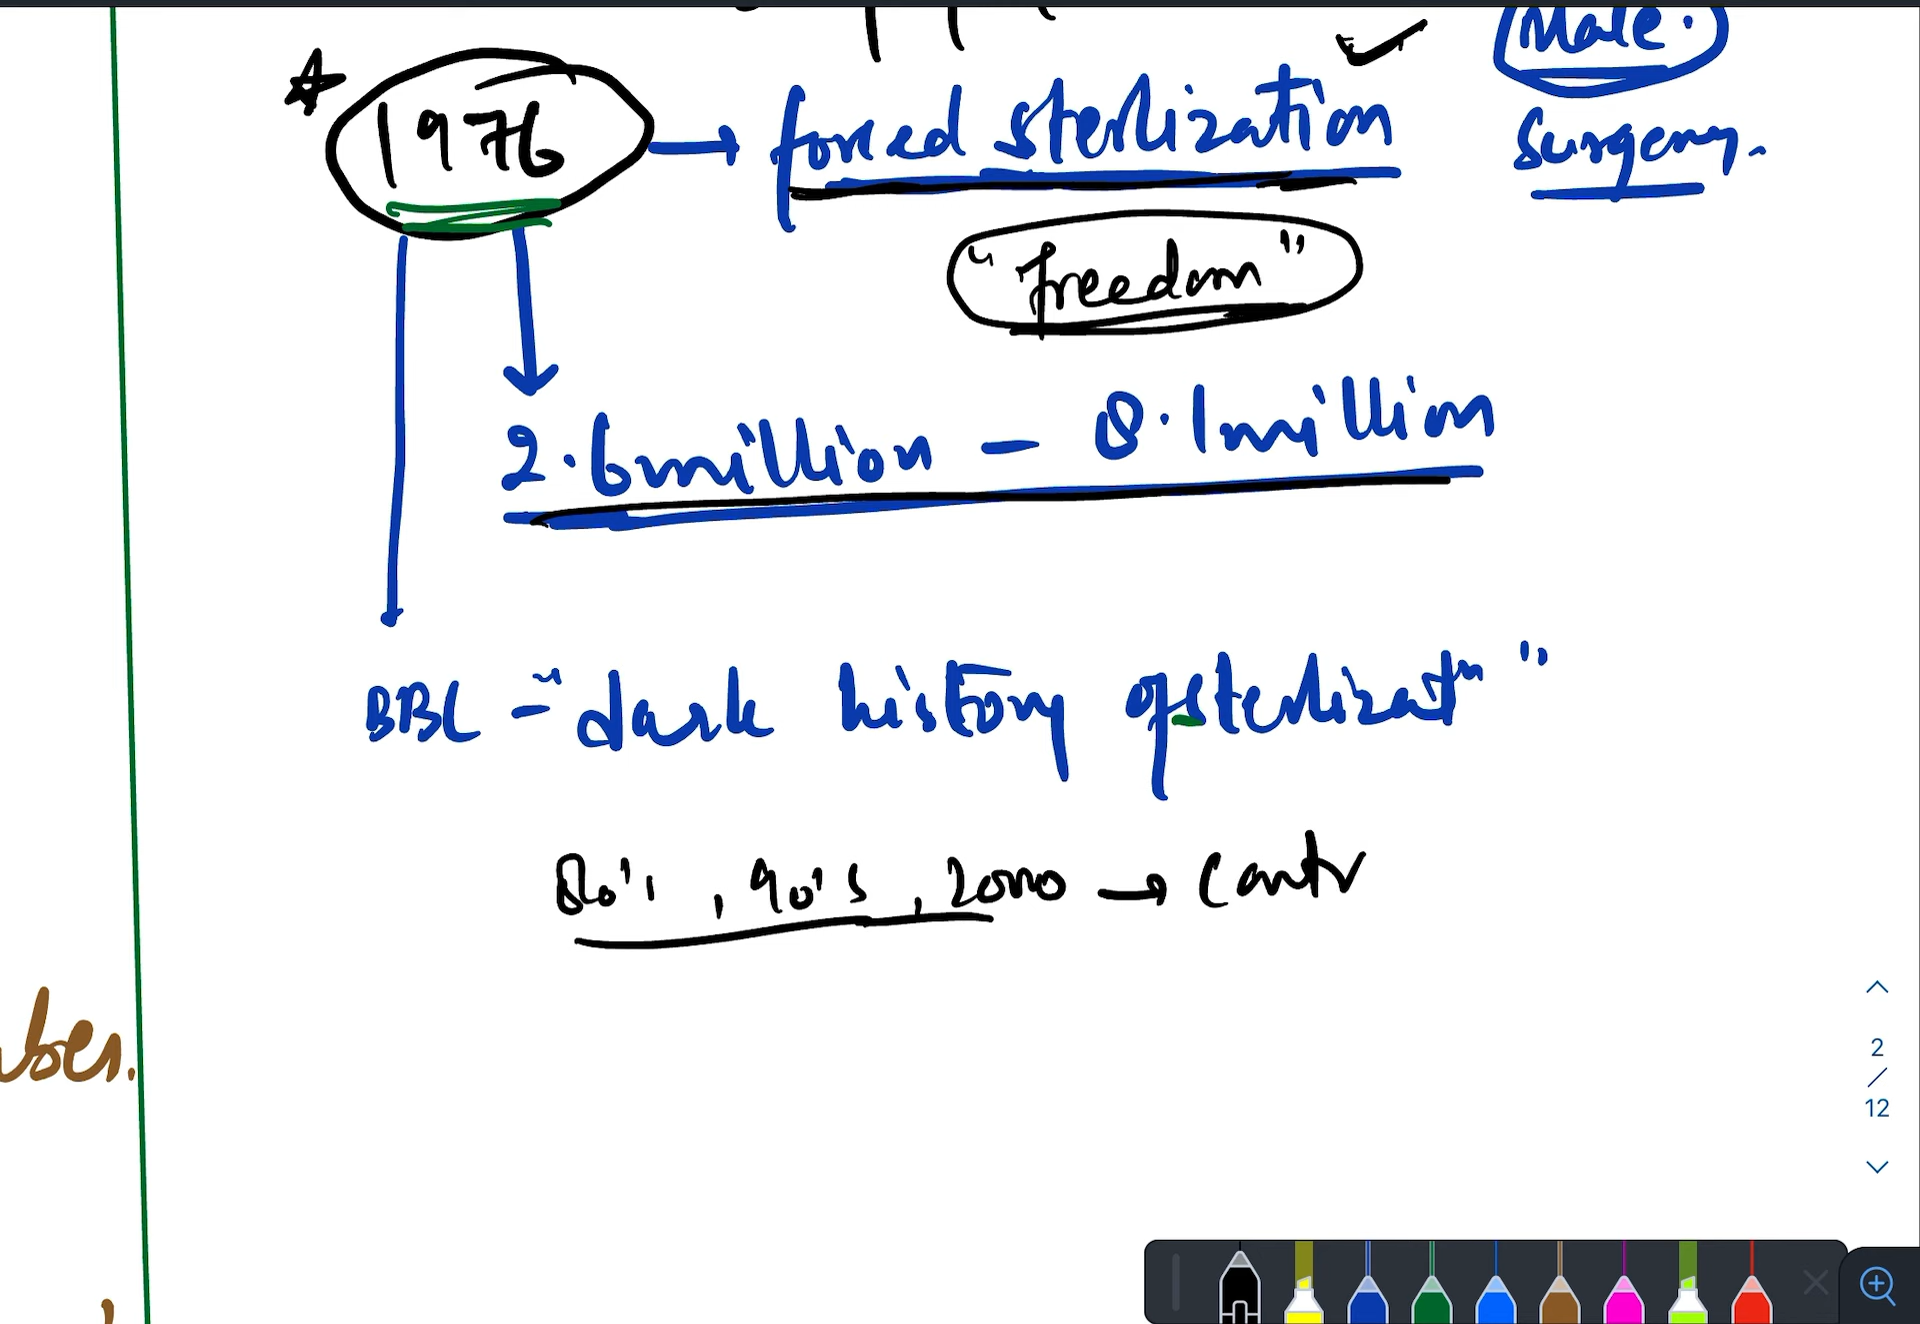 Male.
1976 → forced sterlization
Surgery.
"freedom"
2.6million - 8.1million
BBC - "dark history of sterlizatn"
80's, 90's, 2000 → Contr
2
/
12